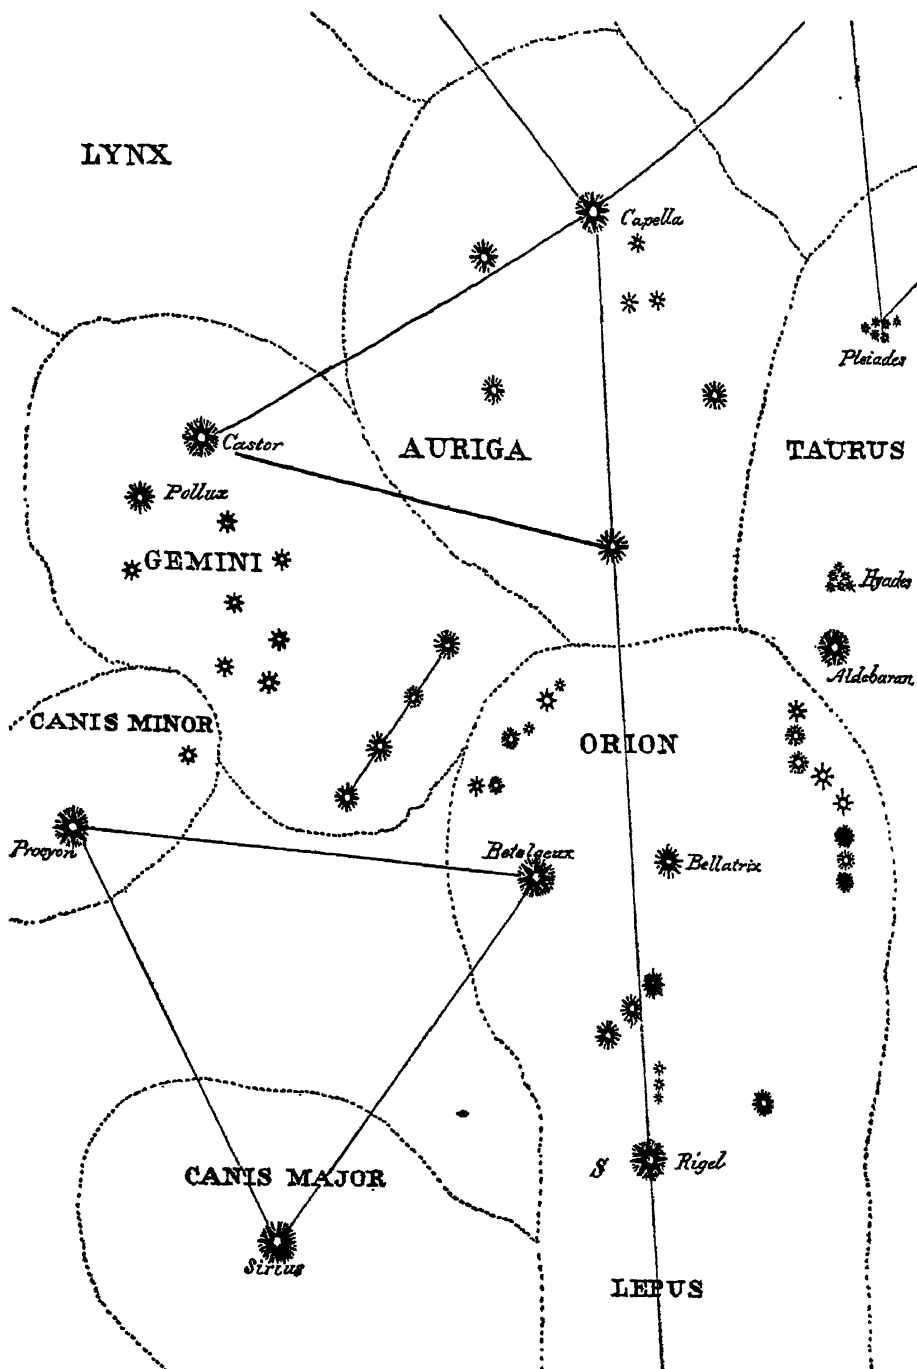 LYNX
Capella
Pleiades
Castor
AURIGA
TAURUS
Pollux
GEMINI
Hyades
Aldebaran
CANIS MINOR
ORION
Procyon
Betelgeux
Bellatrix
CANIS MAJOR
S
Rigel
Sirius
LEPUS